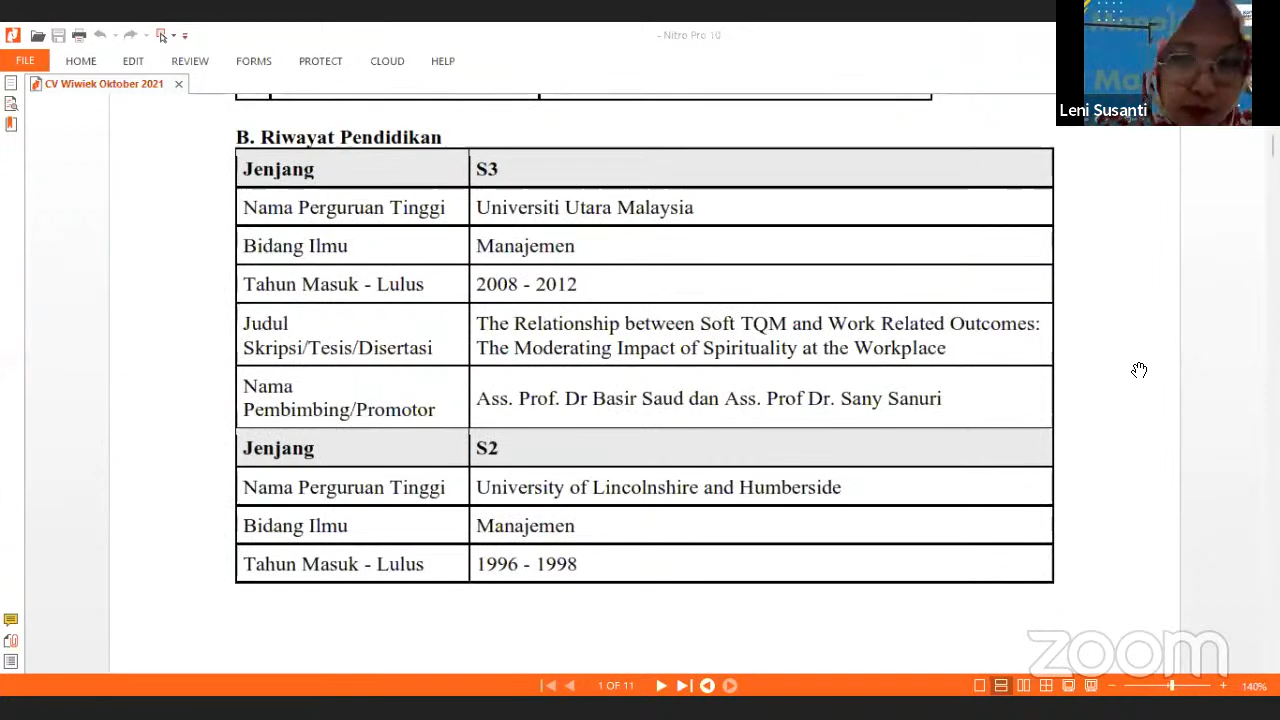 - Nitro Pro 10
FILE
HOME
EDIT
REVIEW
FORMS
PROTECT
CLOUD
HELP
CV Wiwiek Oktober 2021
Leni Susanti
B. Riwayat Pendidikan
Jenjang S3
Nama Perguruan Tinggi Universiti Utara Malaysia
Bidang Ilmu Manajemen
Tahun Masuk - Lulus 2008 - 2012
Judul
Skripsi/Tesis/Disertasi
The Relationship between Soft TQM and Work Related Outcomes:
The Moderating Impact of Spirituality at the Workplace
Nama
Pembimbing/Promotor
Ass. Prof. Dr Basir Saud dan Ass. Prof Dr. Sany Sanuri
Jenjang S2
Nama Perguruan Tinggi University of Lincolnshire and Humberside
Bidang Ilmu Manajemen
Tahun Masuk - Lulus 1996 - 1998
zoom
1 OF 11
140%